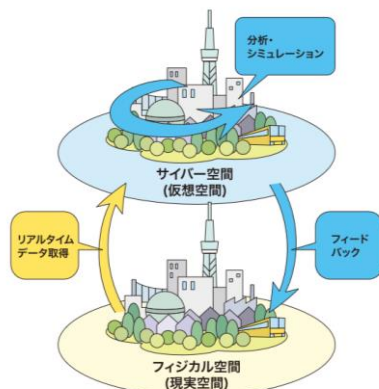 分析・
シミュレーション
サイバー空間
(仮想空間)
リアルタイム
データ取得
フィード
バック
フィジカル空間
(現実空間)